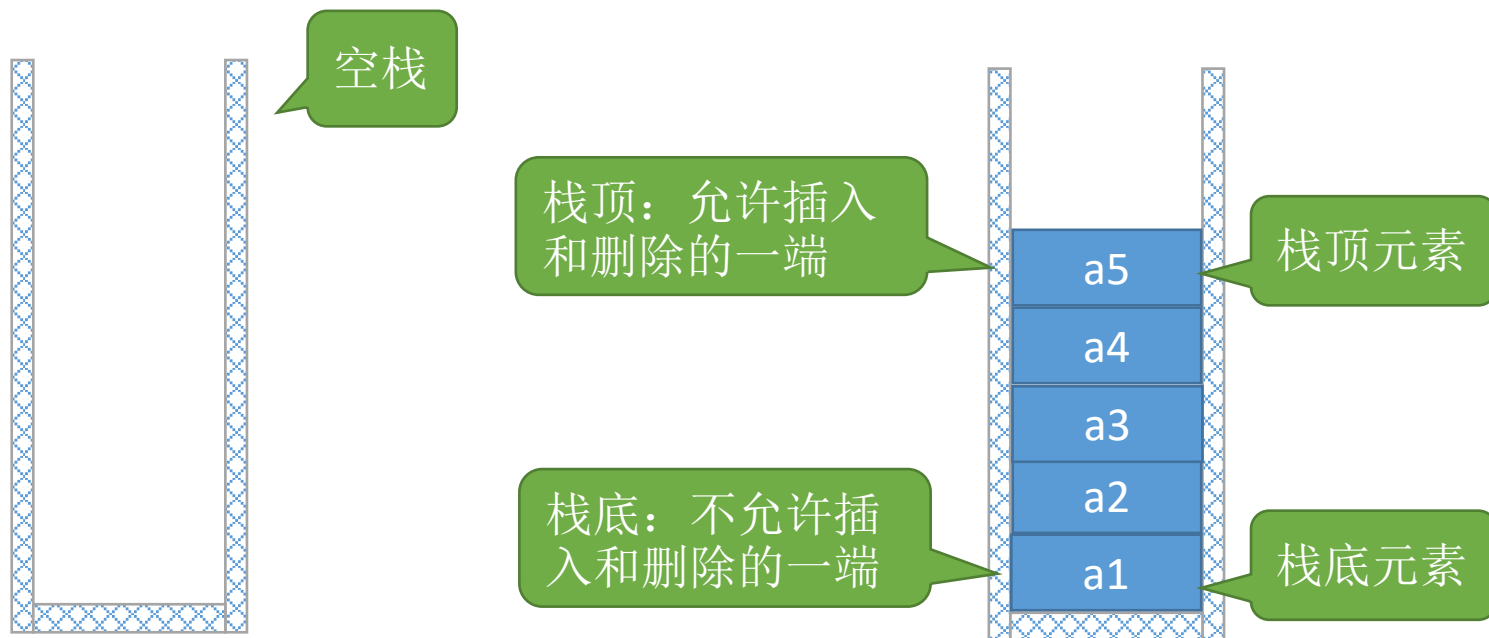 空栈
栈顶：允许插入
和删除的一端
a5
栈顶元素
a4
a3
a2
栈底：不允许插
入和删除的一端
a1
栈底元素